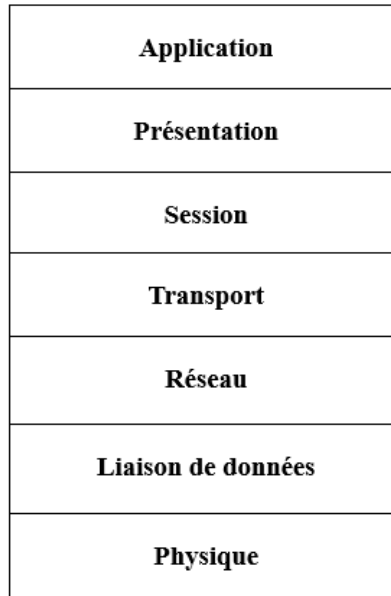 Application
Présentation
Session
Transport
Réseau
Liaison de données
Physique